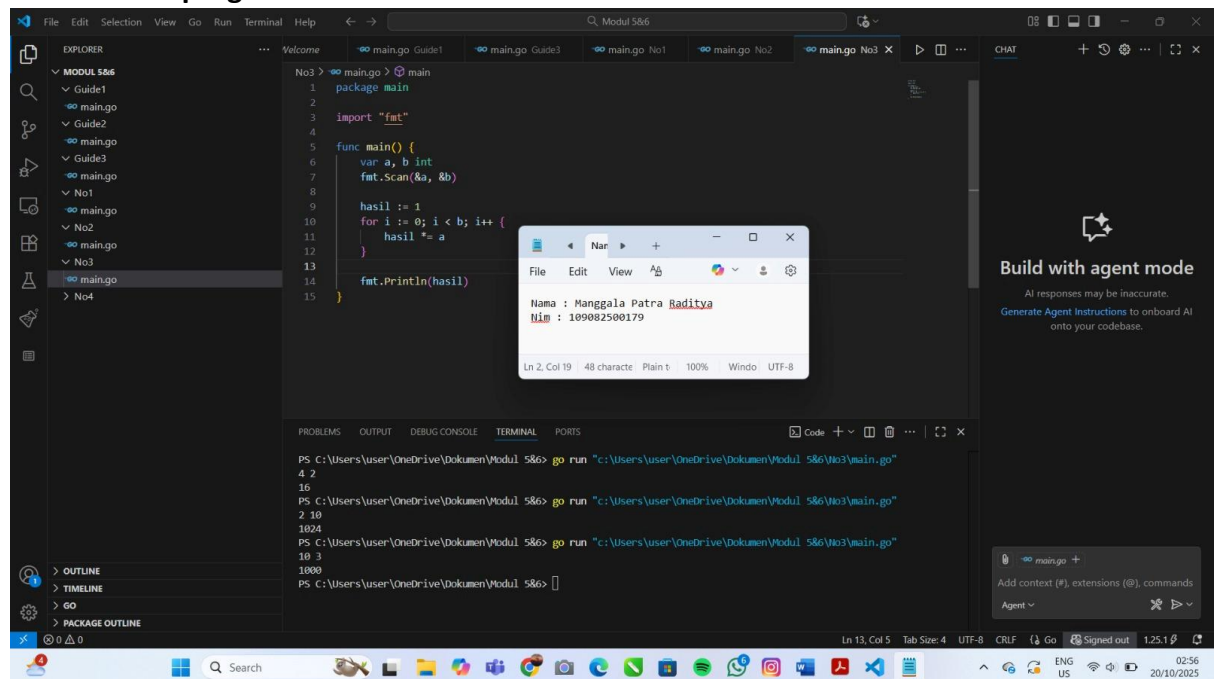 File Edit Selection View Go Run Terminal Help
Modul 5&6
EXPLORER
MODUL 5&6
Guide1
main.go
Guide2
main.go
Guide3
main.go
No1
main.go
No2
main.go
No3
main.go
No4
OUTLINE
TIMELINE
GO
PACKAGE OUTLINE
Welcome main.go Guide1 main.go Guide3 main.go No1 main.go No2 main.go No3
No3 > main.go > main
1 package main
2
3 import "fmt"
4
5 func main() {
6 var a, b int
7 fmt.Scan(&a, &b)
8
9 hasil := 1
10 for i := 0; i < b; i++ {
11 hasil *= a
12 }
13
14 fmt.Println(hasil)
15 }
Nar
File Edit View
Nama : Manggala Patra Raditya
Nim : 109082500179
Ln 2, Col 19 48 characte Plain t 100% Windo UTF-8
PROBLEMS OUTPUT DEBUG CONSOLE TERMINAL PORTS
Code
PS C:\Users\user\OneDrive\Dokumen\Modul 5&6> go run "c:\Users\user\OneDrive\Dokumen\Modul 5&6\No3\main.go"
4 2
16
PS C:\Users\user\OneDrive\Dokumen\Modul 5&6> go run "c:\Users\user\OneDrive\Dokumen\Modul 5&6\No3\main.go"
2 10
1024
PS C:\Users\user\OneDrive\Dokumen\Modul 5&6> go run "c:\Users\user\OneDrive\Dokumen\Modul 5&6\No3\main.go"
10 3
1000
PS C:\Users\user\OneDrive\Dokumen\Modul 5&6>
CHAT
Build with agent mode
AI responses may be inaccurate.
Generate Agent Instructions to onboard AI
onto your codebase.
main.go
Add context (#), extensions (@), commands
Agent
0 0
Ln 13, Col 5 Tab Size: 4 UTF-8 CRLF Go Signed out 1.25.1
Search
ENG
US
02:56
20/10/2025